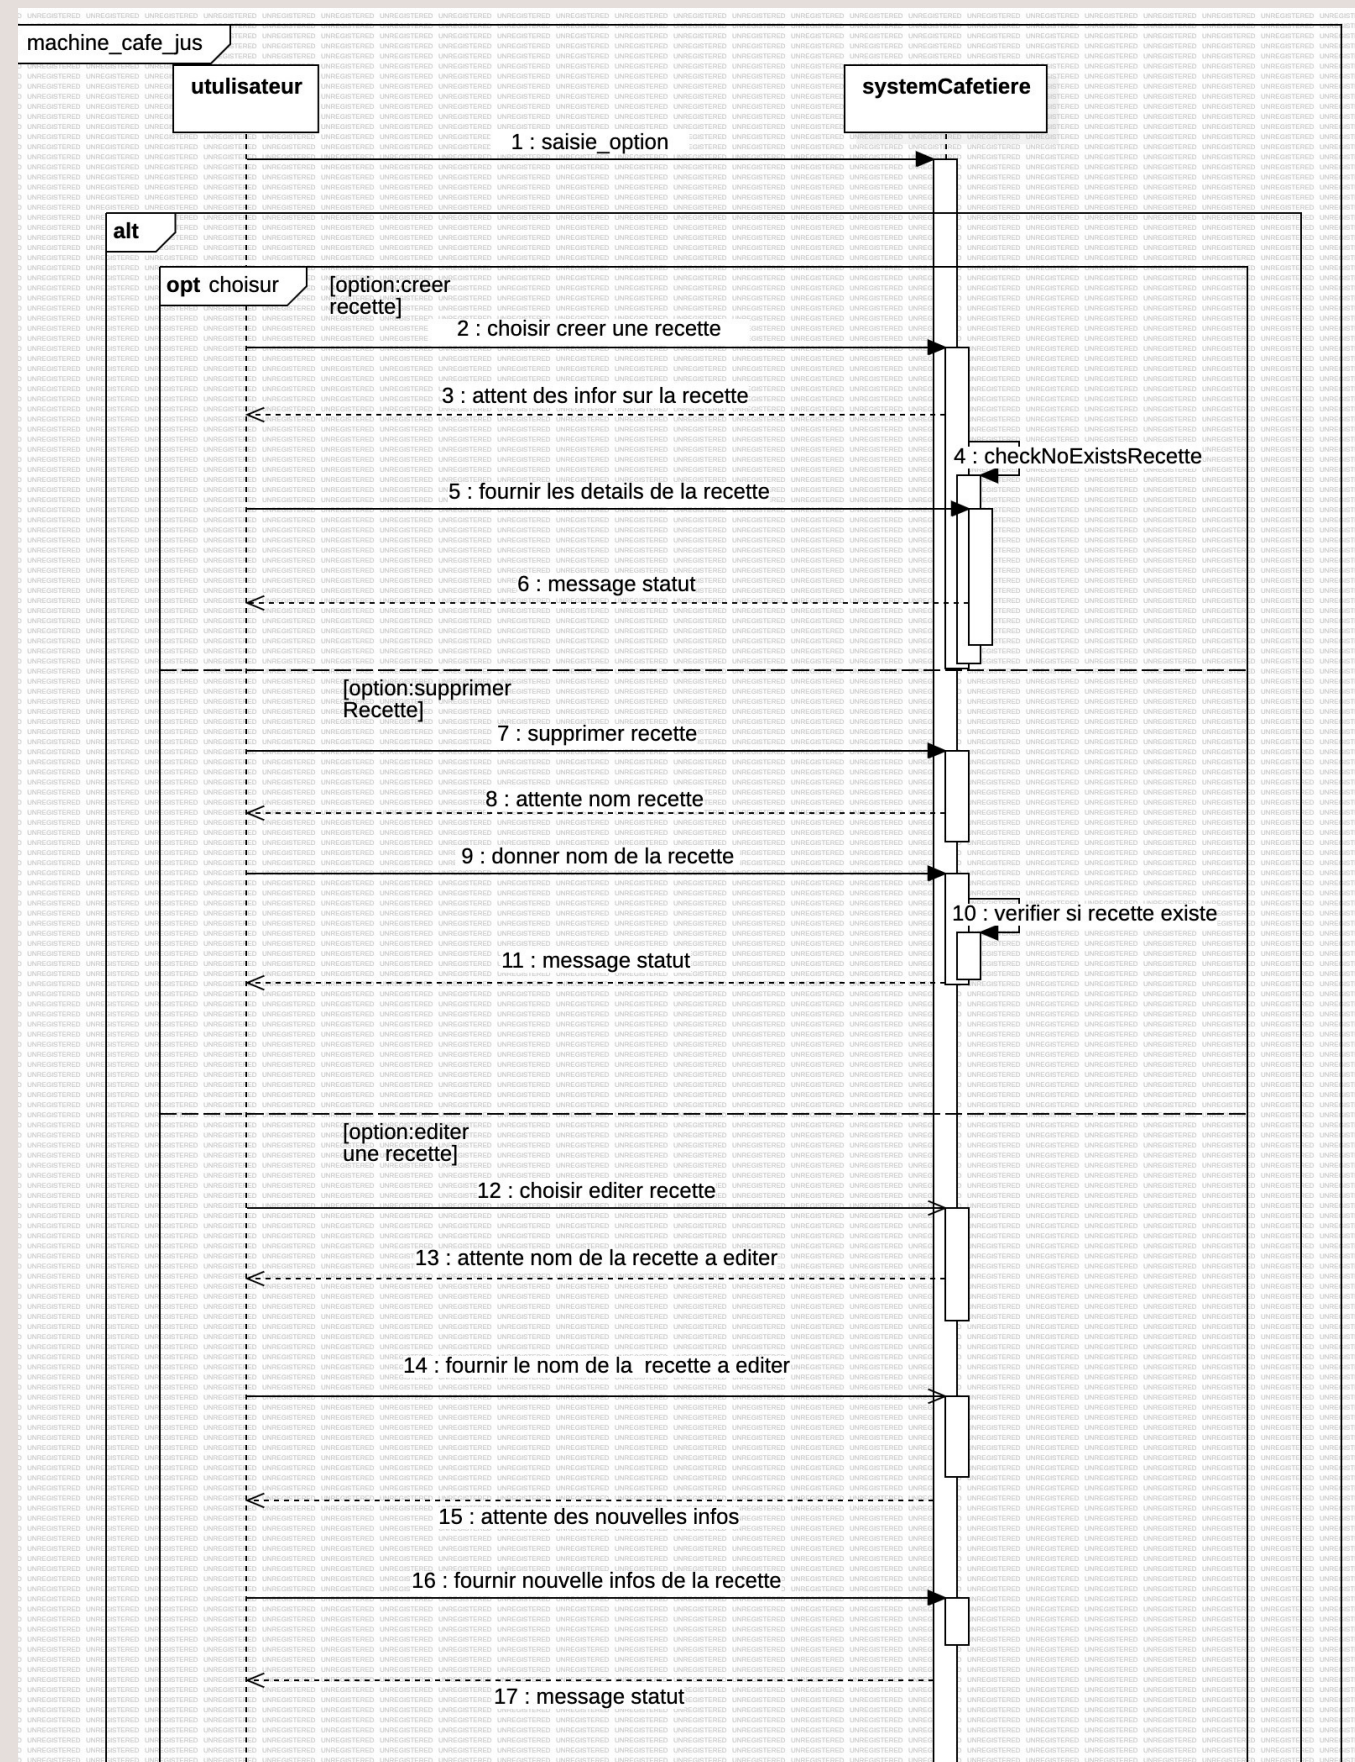 machine_cafe_jus
utulisateur
systemCafetiere
1 : saisie_option
alt
opt choisur
[option:creer
recette]
2 : choisir creer une recette
3 : attent des infor sur la recette
4 : checkNoExistsRecette
5 : fournir les details de la recette
6 : message statut
[option:supprimer
Recette]
7 : supprimer recette
8 : attente nom recette
9 : donner nom de la recette
10 : verifier si recette existe
11 : message statut
[option:editer
une recette]
12 : choisir editer recette
13 : attente nom de la recette a editer
14 : fournir le nom de la  recette a editer
15 : attente des nouvelles infos
16 : fournir nouvelle infos de la recette
17 : message statut